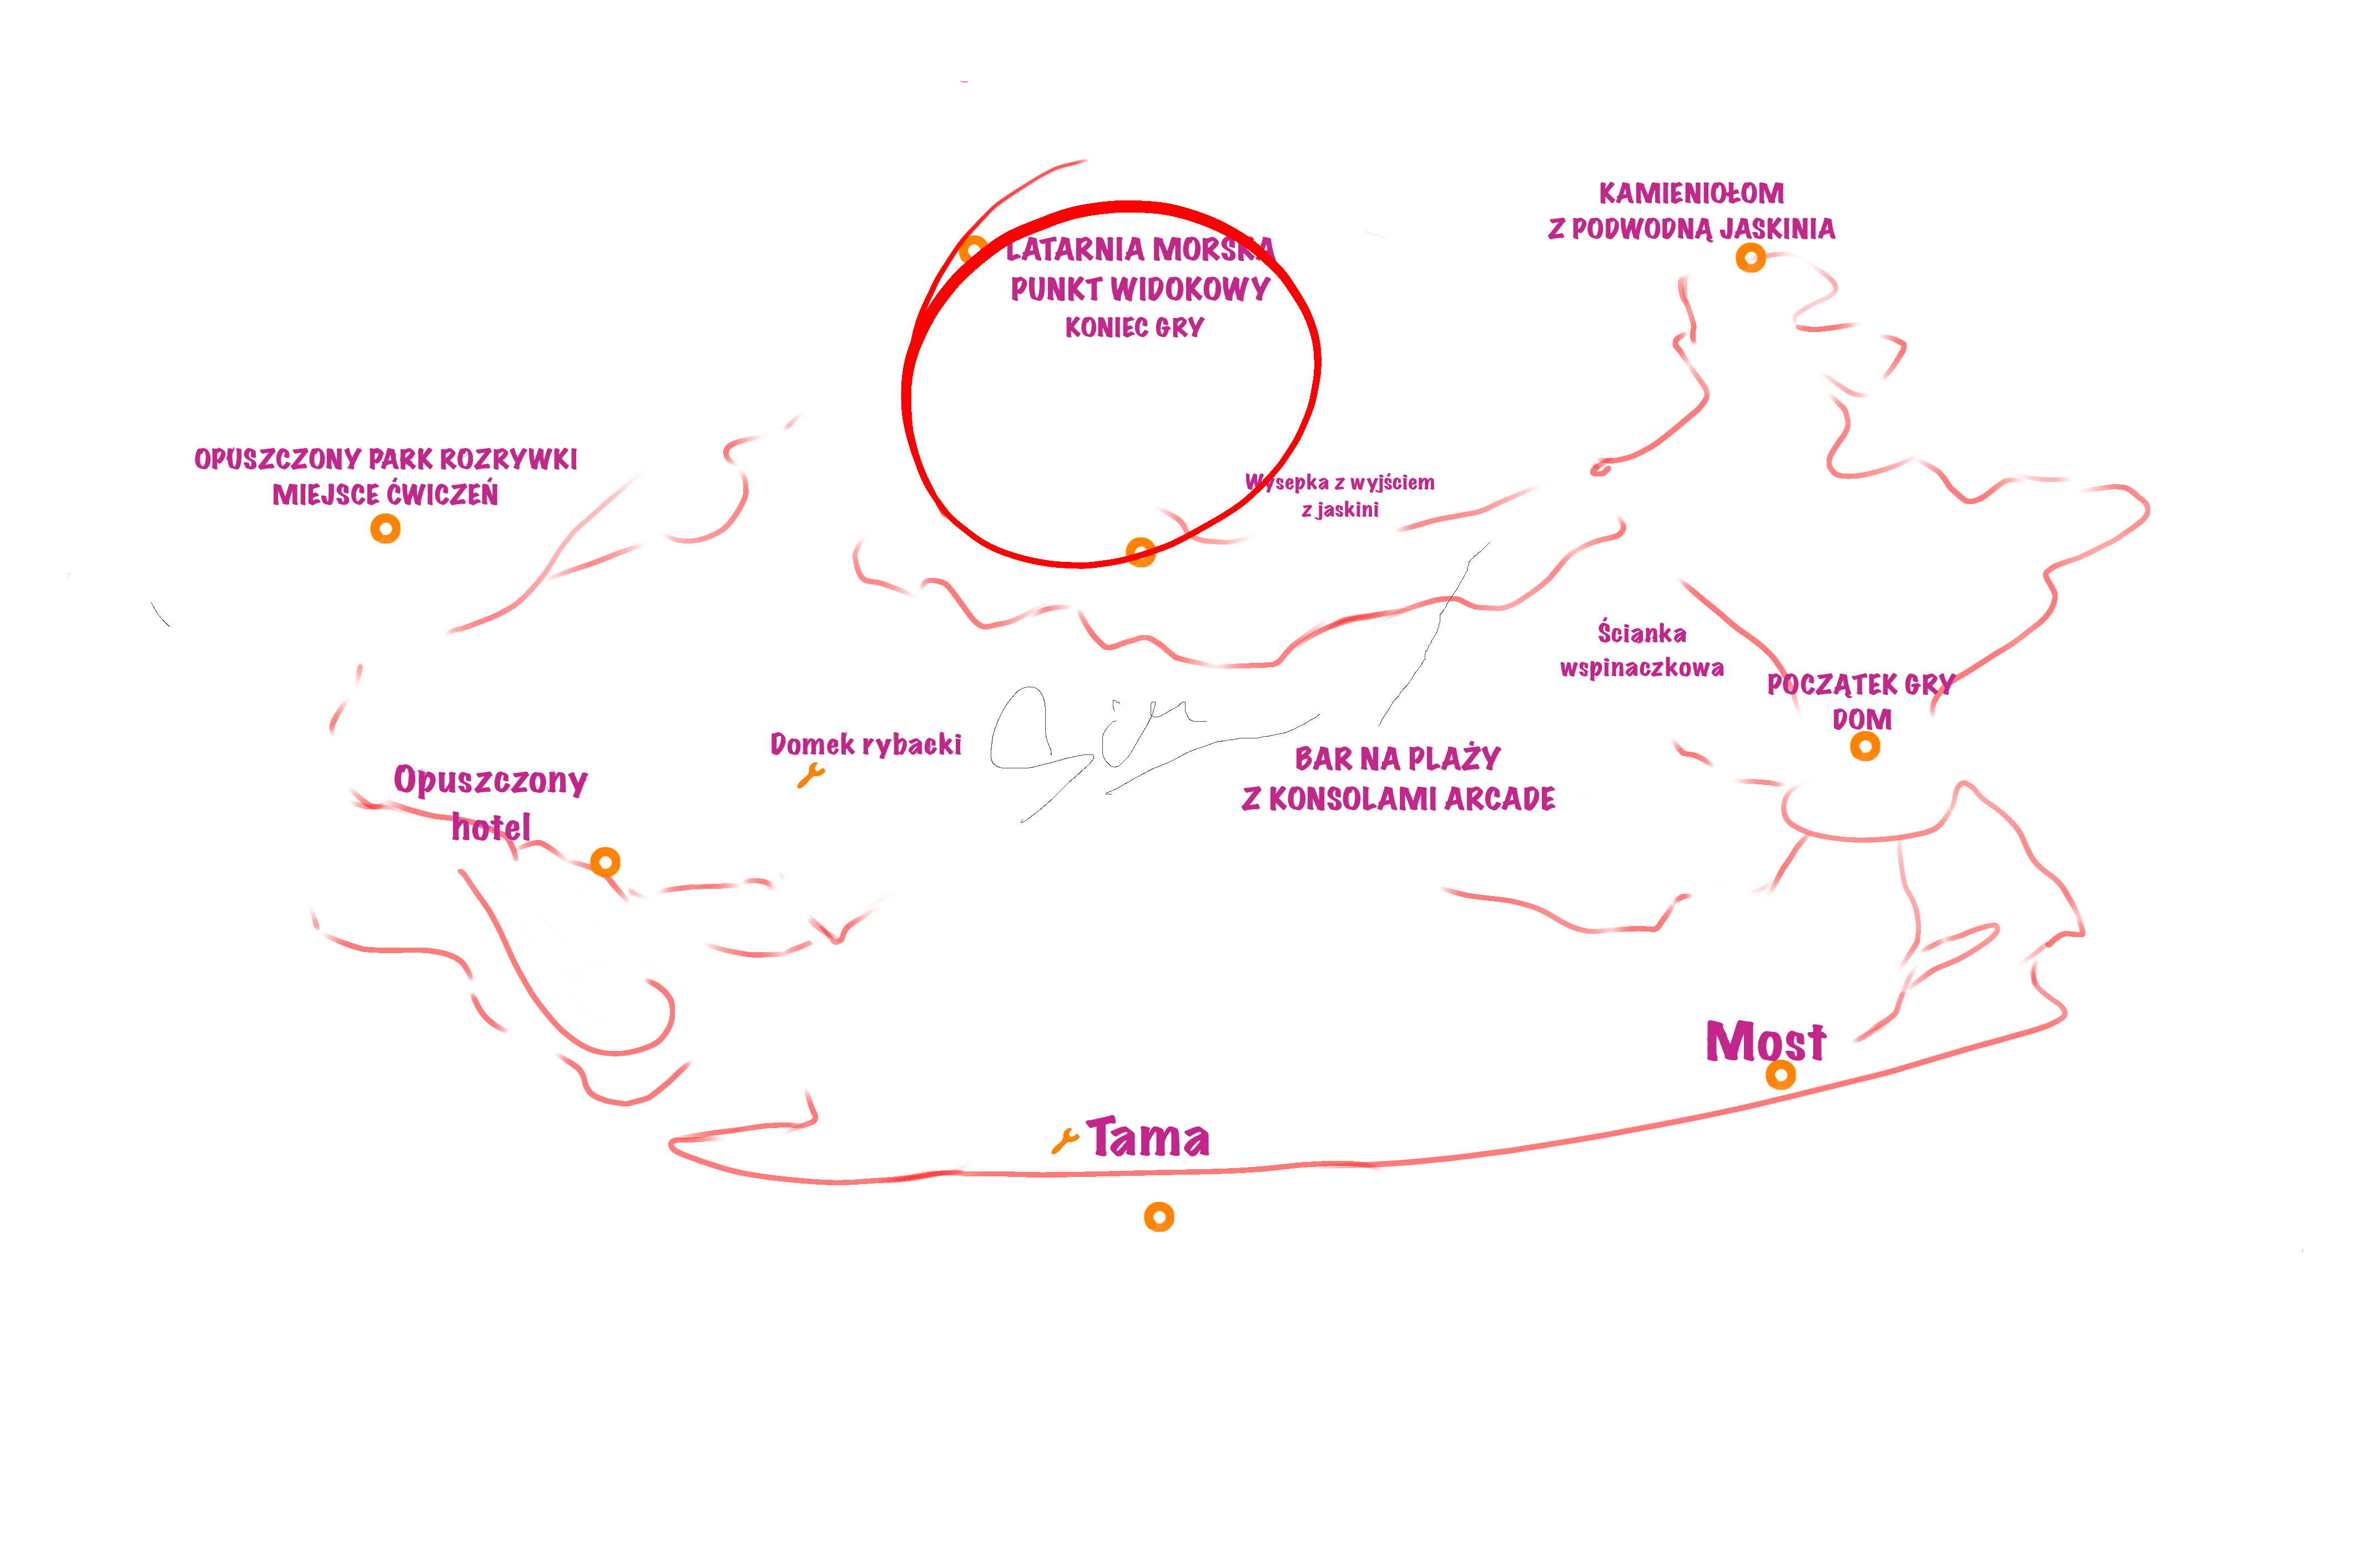 KAMIENIOŁOM
Z PODWODNĄ JASKINIA
LATARNIA MORSKA
PUNKT WIDOKOWY
KONIEC GRY
OPUSZCZONY PARK ROZRYWKI
MIEJSCE ĆWICZEŃ
Wysepka z wyjściem
z jaskini
Ścianka
wspinaczkowa
POCZĄTEK GRY
DOM
Domek rybacki
BAR NA PLAŻY
Z KONSOLAMI ARCADE
Opuszczony
hotel
Most
Tama